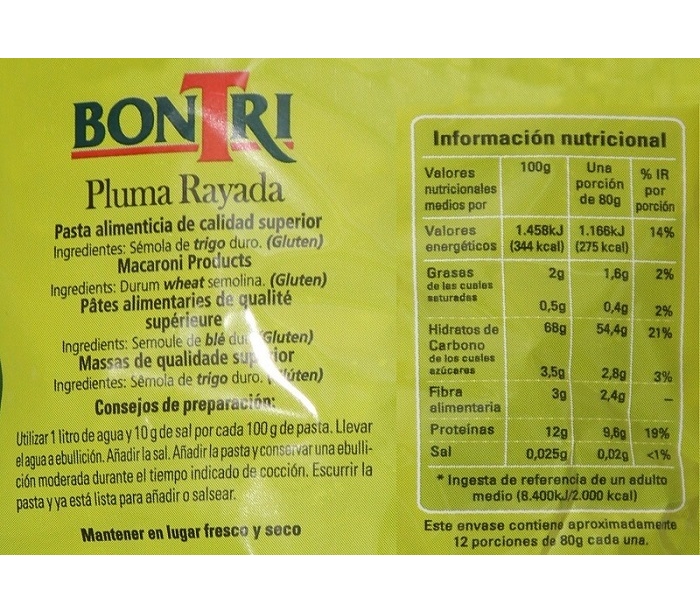 BONTRI
Pluma Rayada
Pasta alimenticia de calidad superior
Ingredientes: Sémola de trigo duro. (Gluten)
Macaroni Products
Ingredients: Durum wheat semolina. (Gluten)
Pâtes alimentaries de qualité
supérieure
Ingredients: Semoule de blé dur (Gluten)
Massas de qualidade superior
Ingredientes: Sêmola de trigo duro.
Consejos de preparación:
Utilizar 1 litro de agua y 10 g de sal por cada 100 g de pasta. Llevar
el agua a ebullición. Añadir la sal. Añadir la pasta y conservar una ebulli-
ción moderada durante el tiempo indicado de cocción. Escurrir la
pasta y ya está lista para añadir o salsear.
Mantener en lugar fresco y seco
Información nutricional
Valores nutricionales medios por 100g Una porción de 80g % IR por porción
Valores energéticos 1.458kJ (344 kcal) 1.166kJ (275 kcal) 14%
Grasas 2g 1,6g 2%
de las cuales saturadas 0,5g 0,4g 2%
Hidratos de Carbono 68g 54,4g 21%
de los cuales azúcares 3,5g 2,8g 3%
Fibra alimentaria 3g 2,4g –
Proteínas 12g 9,6g 19%
Sal 0,025g 0,02g <1%
* Ingesta de referencia de un adulto
medio (8.400kJ/2.000 kcal)
Este envase contiene aproximadamente
12 porciones de 80g cada una.